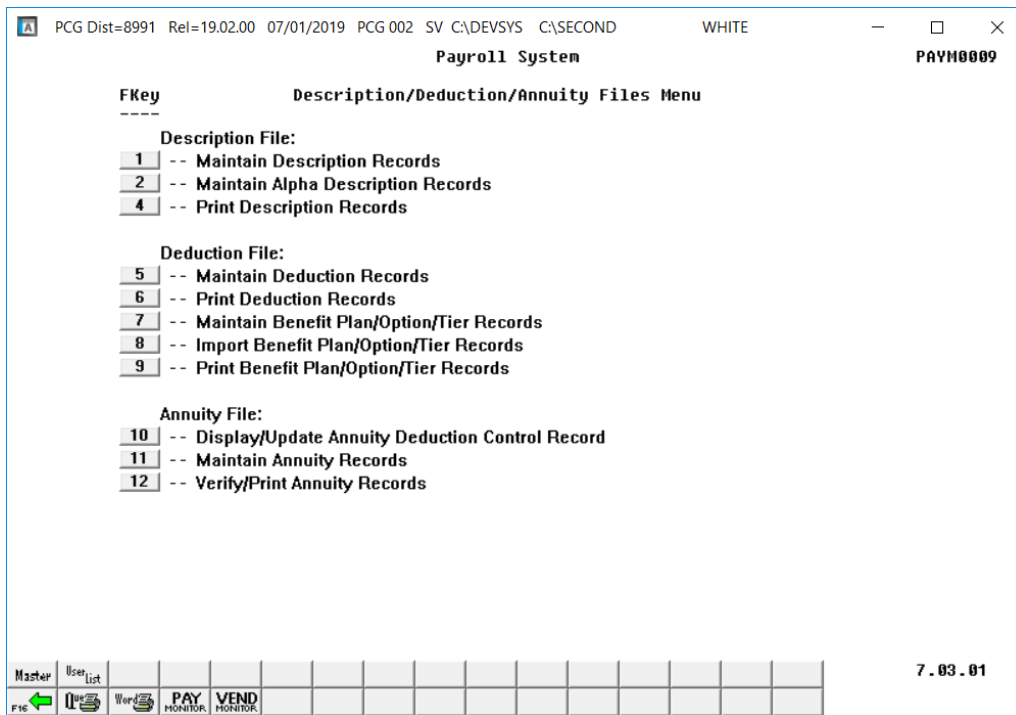 A PCG Dist=8991 Rel=19.02.00 07/01/2019 PCG 002 SV C:\DEVSYS C:\SECOND WHITE
Payroll System PAYM0009
FKey Description/Deduction/Annuity Files Menu
----
Description File:
1 -- Maintain Description Records
2 -- Maintain Alpha Description Records
4 -- Print Description Records
Deduction File:
5 -- Maintain Deduction Records
6 -- Print Deduction Records
7 -- Maintain Benefit Plan/Option/Tier Records
8 -- Import Benefit Plan/Option/Tier Records
9 -- Print Benefit Plan/Option/Tier Records
Annuity File:
10 -- Display/Update Annuity Deduction Control Record
11 -- Maintain Annuity Records
12 -- Verify/Print Annuity Records
Master User List 7.03.01
F16 Que Word PAY MONITOR VEND MONITOR